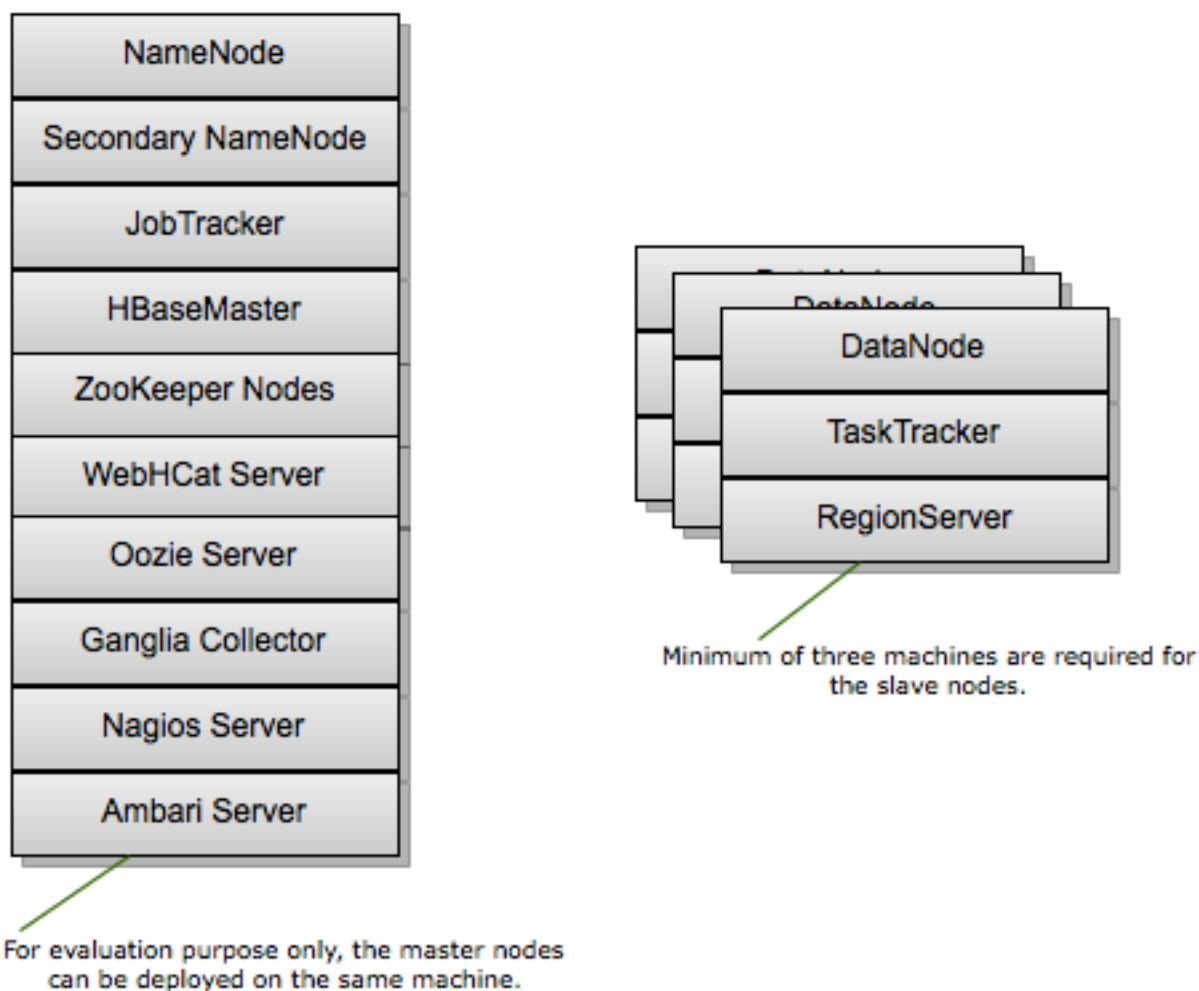 NameNode
Secondary NameNode
JobTracker
HBaseMaster
ZooKeeper Nodes
WebHCat Server
Oozie Server
Ganglia Collector
Nagios Server
Ambari Server
For evaluation purpose only, the master nodes
can be deployed on the same machine.
DataNode
DataNode
TaskTracker
RegionServer
Minimum of three machines are required for
the slave nodes.